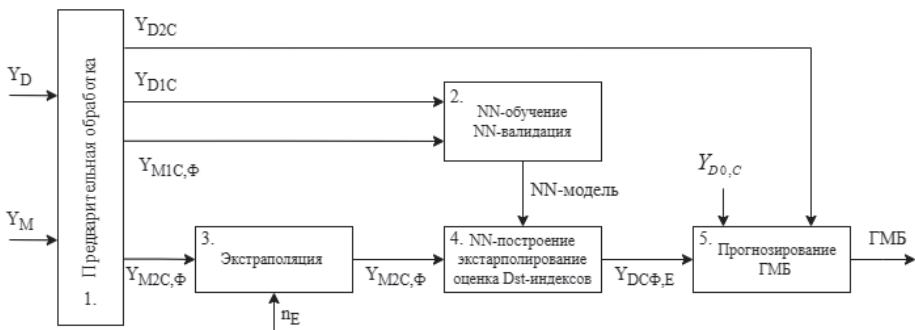 Y_D2C
Y_D
Y_D1C
2.
NN-обучение
NN-валидация
Предварительная обработка
Y_M1C,Ф
NN-модель
Y_D0,C
Y_M
3.
Экстраполяция
4. NN-построение
экстарполирование
оценка Dst-индексов
5. Прогнозирование
ГМБ
ГМБ
Y_M2C,Ф
Y_M2C,Ф
Y_DCФ,E
1.
n_E